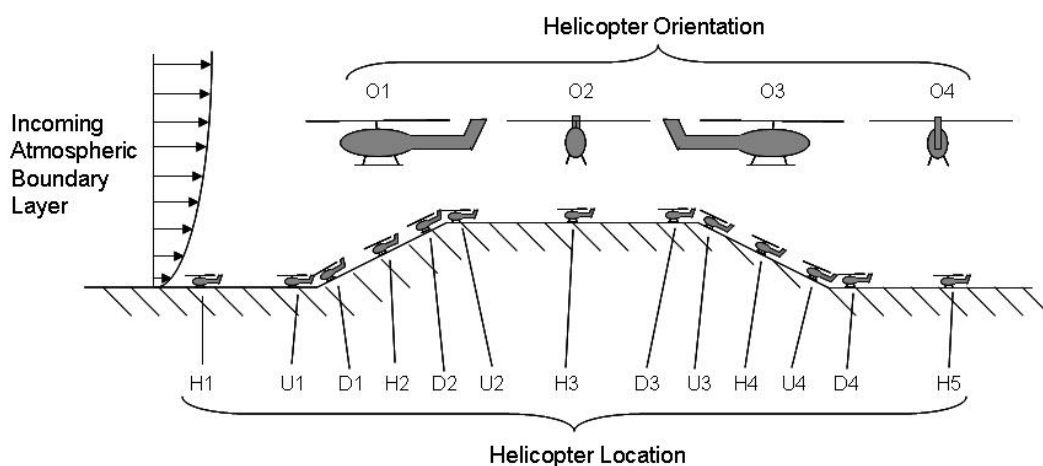 Helicopter Orientation
O1 O2 O3 O4
Incoming
Atmospheric
Boundary
Layer
H1 U1 D1 H2 D2 U2 H3 D3 U3 H4 U4 D4 H5
Helicopter Location